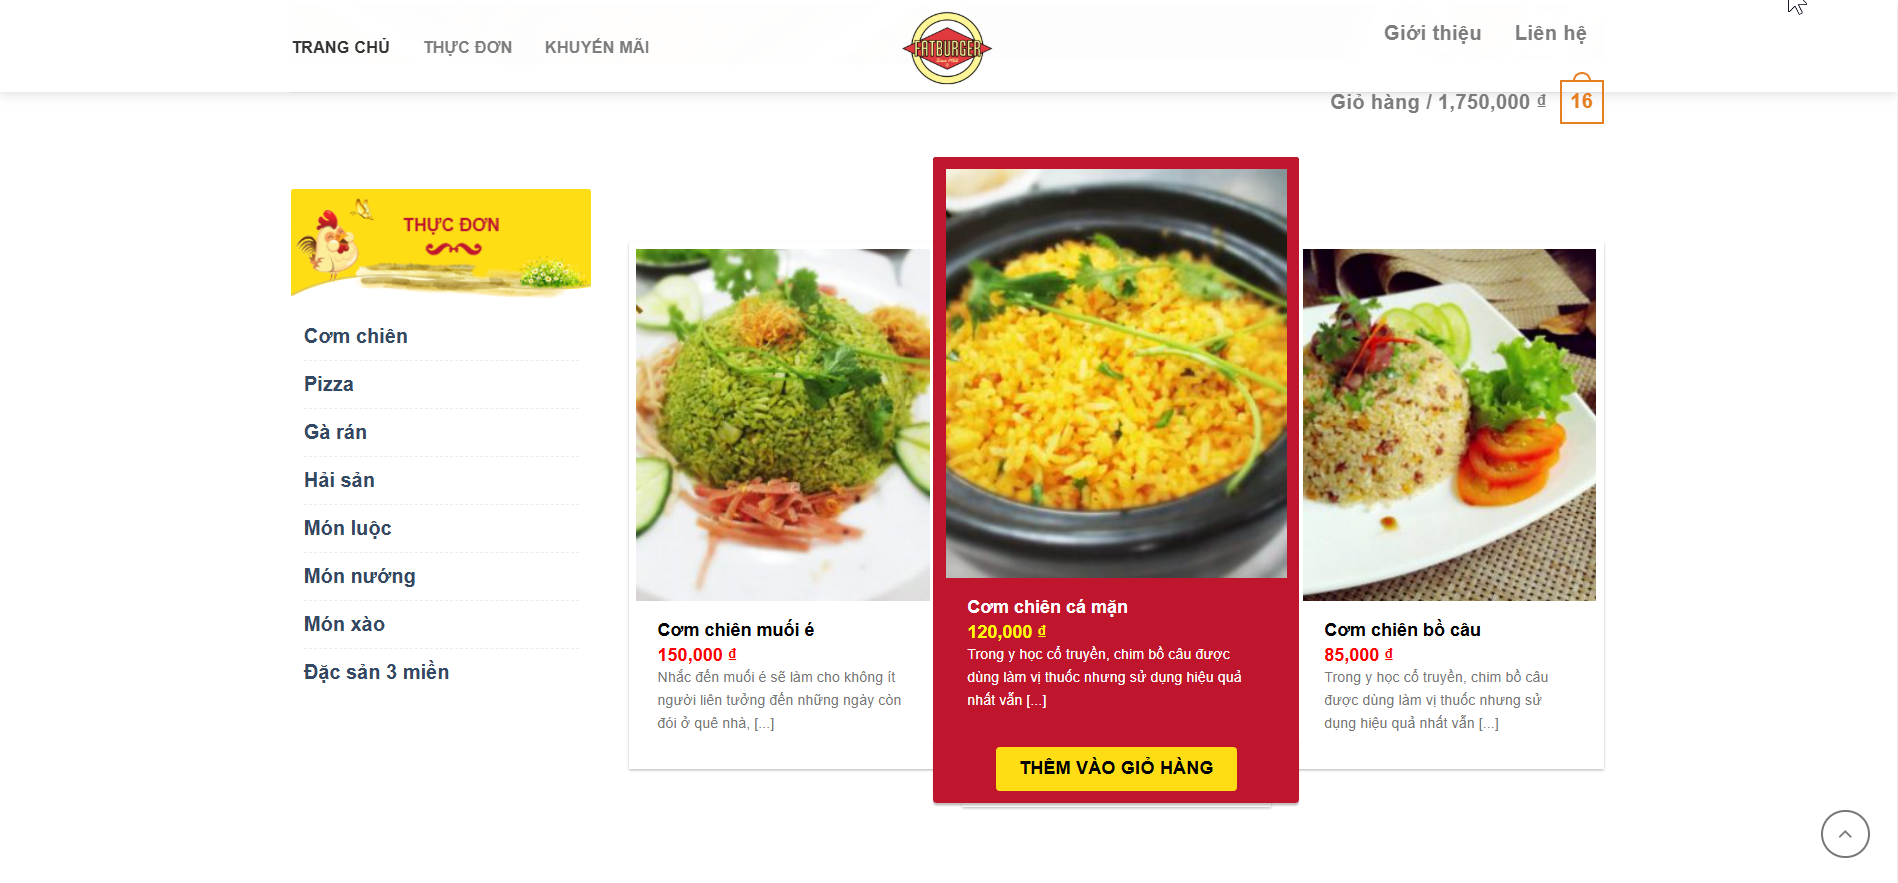 TRANG CHỦ
THỰC ĐƠN
KHUYẾN MÃI
FATBURGER
Giới thiệu
Liên hệ
Giỏ hàng / 1,750,000 ₫
16
THỰC ĐƠN
Cơm chiên
Pizza
Gà rán
Hải sản
Món luộc
Món nướng
Món xào
Đặc sản 3 miền
Cơm chiên muối é
150,000 ₫
Nhắc đến muối é sẽ làm cho không ít
người liên tưởng đến những ngày còn
đói ở quê nhà, [...]
Cơm chiên cá mặn
120,000 ₫
Trong y học cổ truyền, chim bồ câu được
dùng làm vị thuốc nhưng sử dụng hiệu quả
nhất vẫn [...]
THÊM VÀO GIỎ HÀNG
Cơm chiên bồ câu
85,000 ₫
Trong y học cổ truyền, chim bồ câu
được dùng làm vị thuốc nhưng sử
dụng hiệu quả nhất vẫn [...]